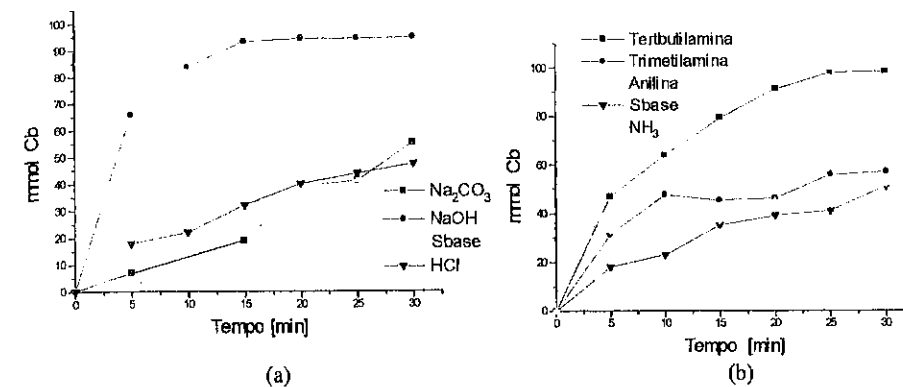 mmol Cb
100
90
80
70
60
50
40
30
20
10
0
0 5 10 15 20 25 30
Tempo [min]
Na₂CO₃
NaOH
Sbase
HCl
(a)
Tertbutilamina
Trimetilamina
Anilina
Sbase
NH₃
mmol Cb
100
80
60
40
20
0
0 5 10 15 20 25 30
Tempo [min]
(b)